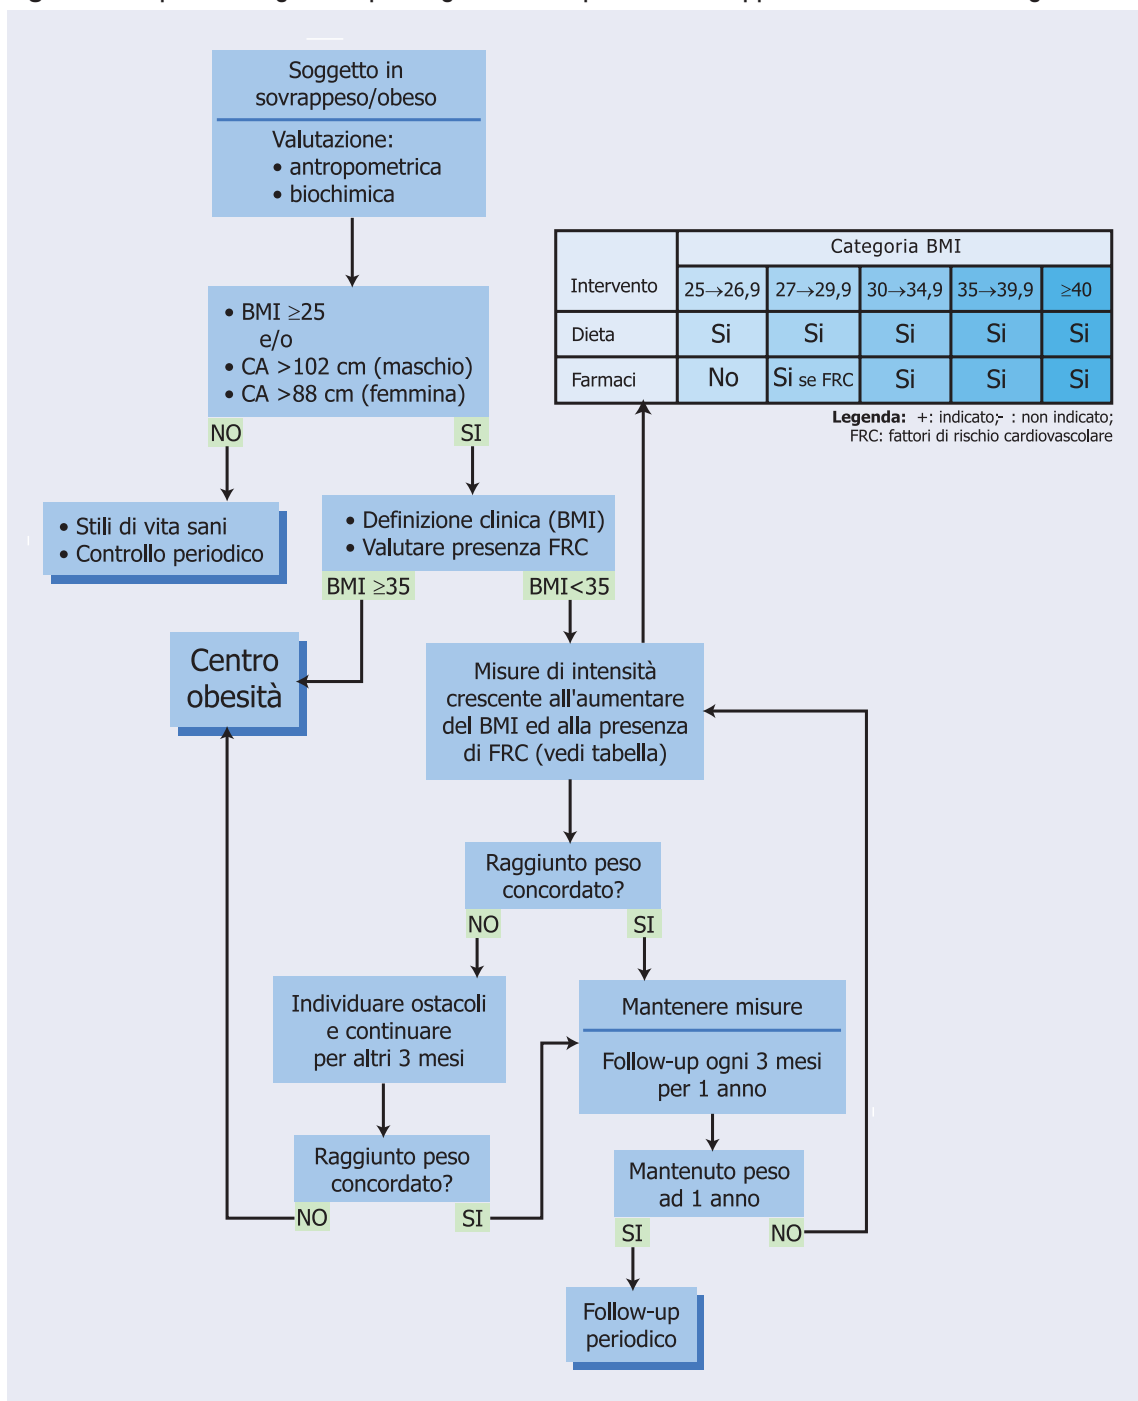 Soggetto in
sovrappeso/obeso
Valutazione:
• antropometrica
• biochimica
• BMI ≥25
e/o
• CA >102 cm (maschio)
• CA >88 cm (femmina)
NO
SI
Intervento
Categoria BMI
25→26,9 27→29,9 30→34,9 35→39,9 ≥40
Dieta Si Si Si Si Si
Farmaci No Si se FRC Si Si Si
Legenda: +: indicato;- : non indicato;
FRC: fattori di rischio cardiovascolare
• Stili di vita sani
• Controllo periodico
• Definizione clinica (BMI)
• Valutare presenza FRC
BMI ≥35
BMI<35
Centro
obesità
Misure di intensità
crescente all'aumentare
del BMI ed alla presenza
di FRC (vedi tabella)
Raggiunto peso
concordato?
NO
SI
Individuare ostacoli
e continuare
per altri 3 mesi
Mantenere misure
Follow-up ogni 3 mesi
per 1 anno
Raggiunto peso
concordato?
NO
SI
Mantenuto peso
ad 1 anno
SI
NO
Follow-up
periodico